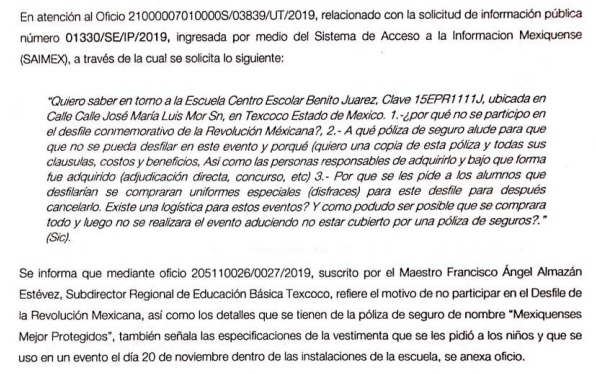 En atención al Oficio 21000007010000S/03839/UT/2019, relacionado con la solicitud de información pública
número 01330/SE/IP/2019, ingresada por medio del Sistema de Acceso a la Informacion Mexiquense
(SAIMEX), a través de la cual se solicita lo siguiente:
"Quiero saber en torno a la Escuela Centro Escolar Benito Juarez, Clave 15EPR1111J, ubicada en
Calle Calle José María Luis Mor Sn, en Texcoco Estado de Mexico. 1.-¿por qué no se participo en
el desfile conmemorativo de la Revolución Méxicana?, 2.- A qué póliza de seguro alude para que
que no se pueda desfilar en este evento y porqué (quiero una copia de esta póliza y todas sus
clausulas, costos y beneficios, Asi como las personas responsables de adquirirlo y bajo que forma
fue adquirido (adjudicación directa, concurso, etc) 3.- Por que se les pide a los alumnos que
desfilarían se compraran uniformes especiales (disfraces) para este desfile para después
cancelarlo. Existe una logística para estos eventos? Y como podudo ser posible que se comprara
todo y luego no se realizara el evento aduciendo no estar cubierto por una póliza de seguros?."
(Sic).
Se informa que mediante oficio 205110026/0027/2019, suscrito por el Maestro Francisco Ángel Almazán
Estévez, Subdirector Regional de Educación Básica Texcoco, refiere el motivo de no participar en el Desfile de
la Revolución Mexicana, así como los detalles que se tienen de la póliza de seguro de nombre "Mexiquenses
Mejor Protegidos", también señala las especificaciones de la vestimenta que se les pidió a los niños y que se
uso en un evento el día 20 de noviembre dentro de las instalaciones de la escuela, se anexa oficio.